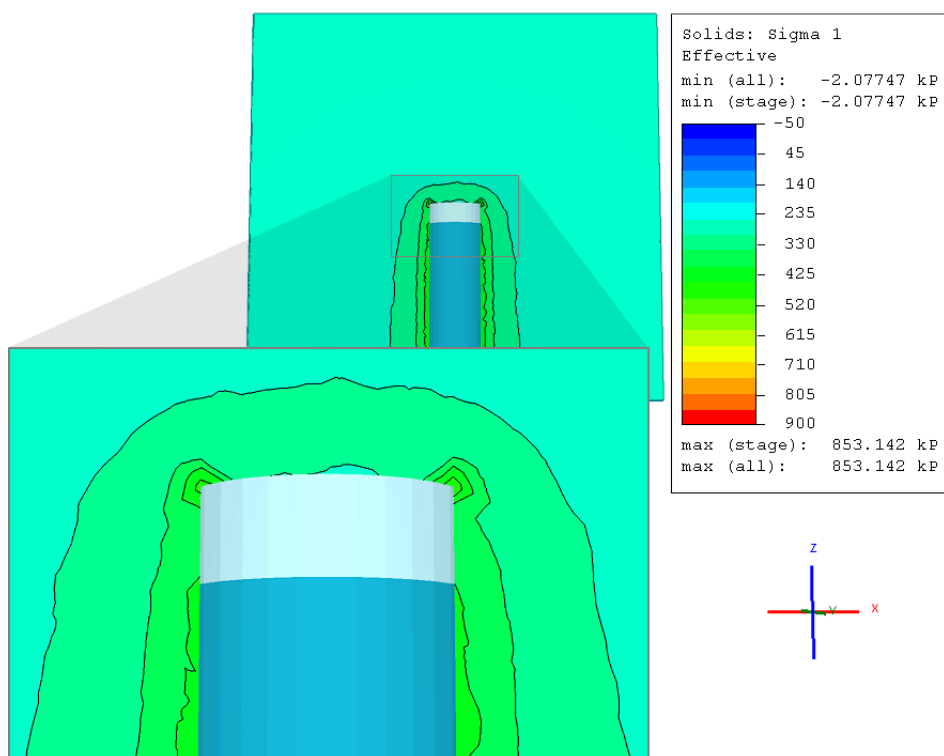 Solids: Sigma 1
Effective
min (all): -2.07747 kP
min (stage): -2.07747 kP
-50
45
140
235
330
425
520
615
710
805
900
max (stage): 853.142 kP
max (all): 853.142 kP
Z
Y X